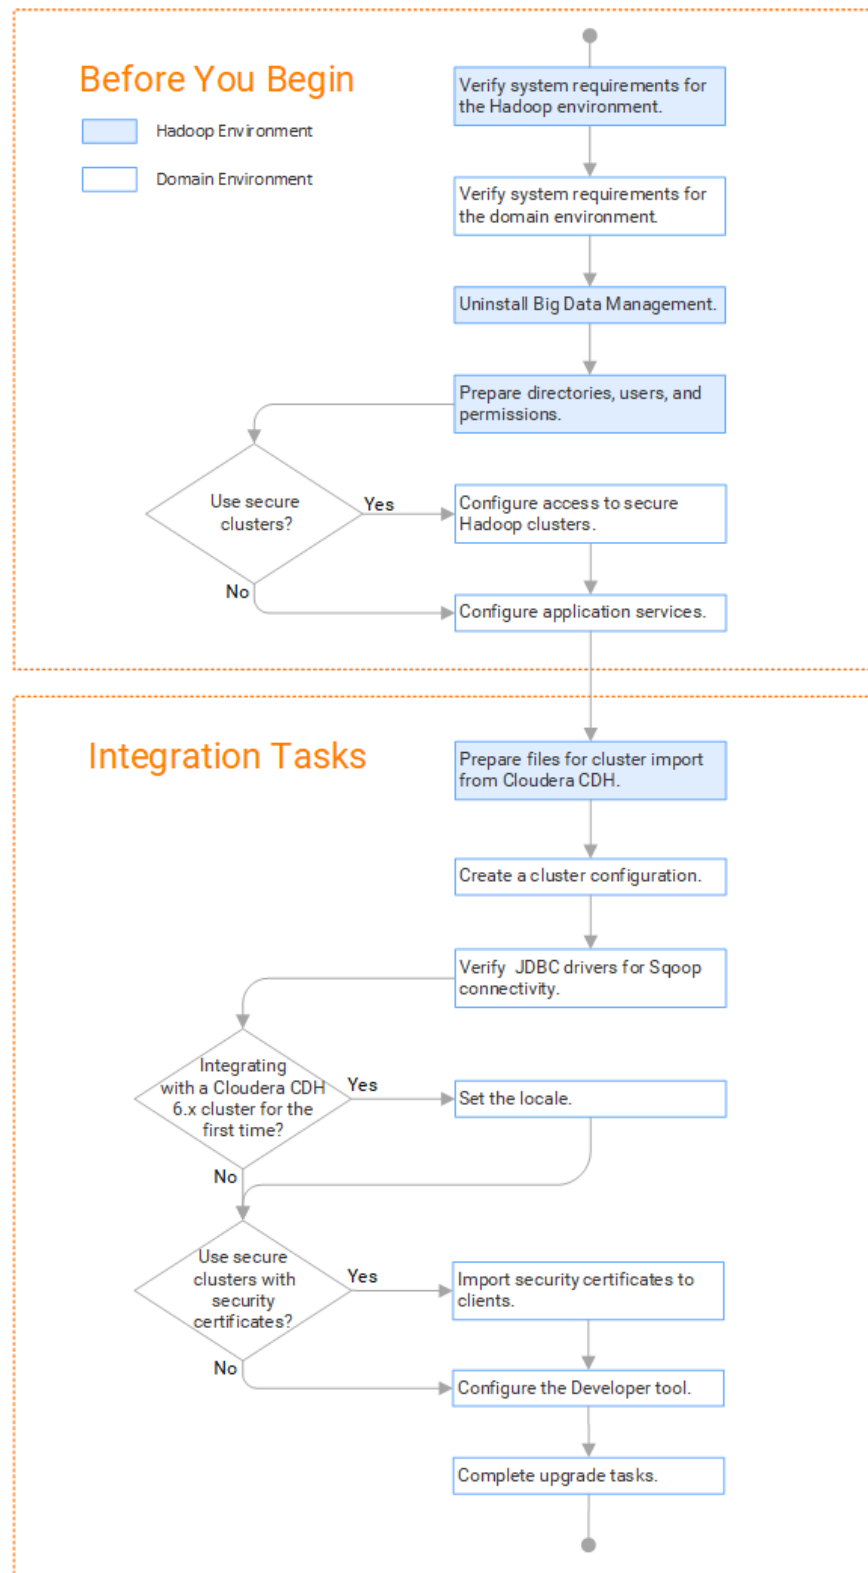 Before You Begin
Hadoop Environment
Domain Environment
Verify system requirements for
the Hadoop environment.
Verify system requirements for
the domain environment.
Uninstall Big Data Management.
Prepare directories, users, and
permissions.
Use secure
clusters?
Yes
Configure access to secure
Hadoop clusters.
No
Configure application services.
Integration Tasks
Prepare files for cluster import
from Cloudera CDH.
Create a cluster configuration.
Verify JDBC drivers for Sqoop
connectivity.
Integrating
with a Cloudera CDH
6.x cluster for the
first time?
Yes
Set the locale.
No
Use secure
clusters with
security
certificates?
Yes
Import security certificates to
clients.
No
Configure the Developer tool.
Complete upgrade tasks.